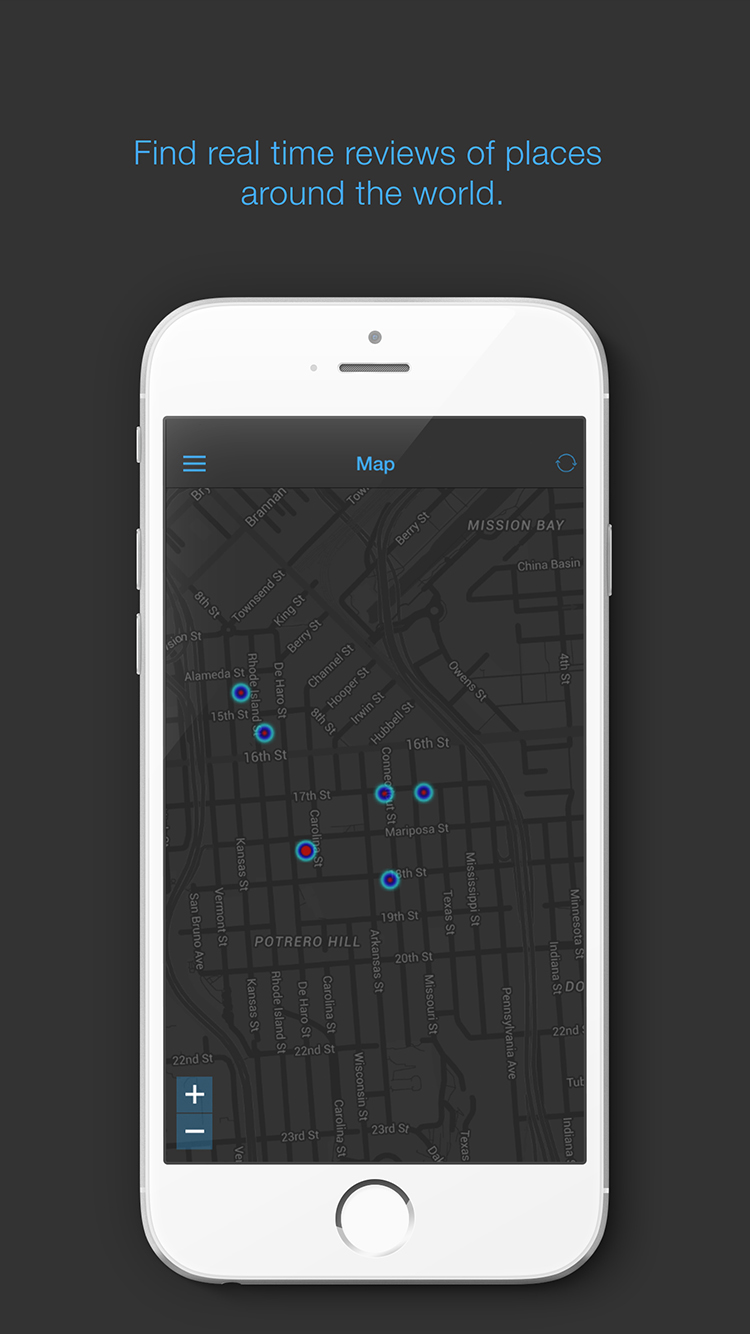 Find real time reviews of places
around the world.
Map
Brannan
Berry St
MISSION BAY
China Basin
8th St
Townsend St
King St
Berry St
Channel St
Hooper St
Irwin St
Hubbell St
8th St
Owens St
4th St
Alameda St
Rhode Island St
De Haro St
15th St
16th St
16th St
17th St
Connecticut St
Carolina St
Mariposa St
Kansas St
18th St
Mississippi St
San Bruno Ave
Vermont St
19th St
Texas St
Minnesota St
POTRERO HILL
Arkansas St
20th St
Indiana St
DO
Kansas St
Rhode Island St
De Haro St
Carolina St
Missouri St
Pennsylvania Ave
22nd St
22nd St
22nd
Wisconsin St
Tub
+
−
Carolina St
23rd St
23rd St
Texas
Indiana St